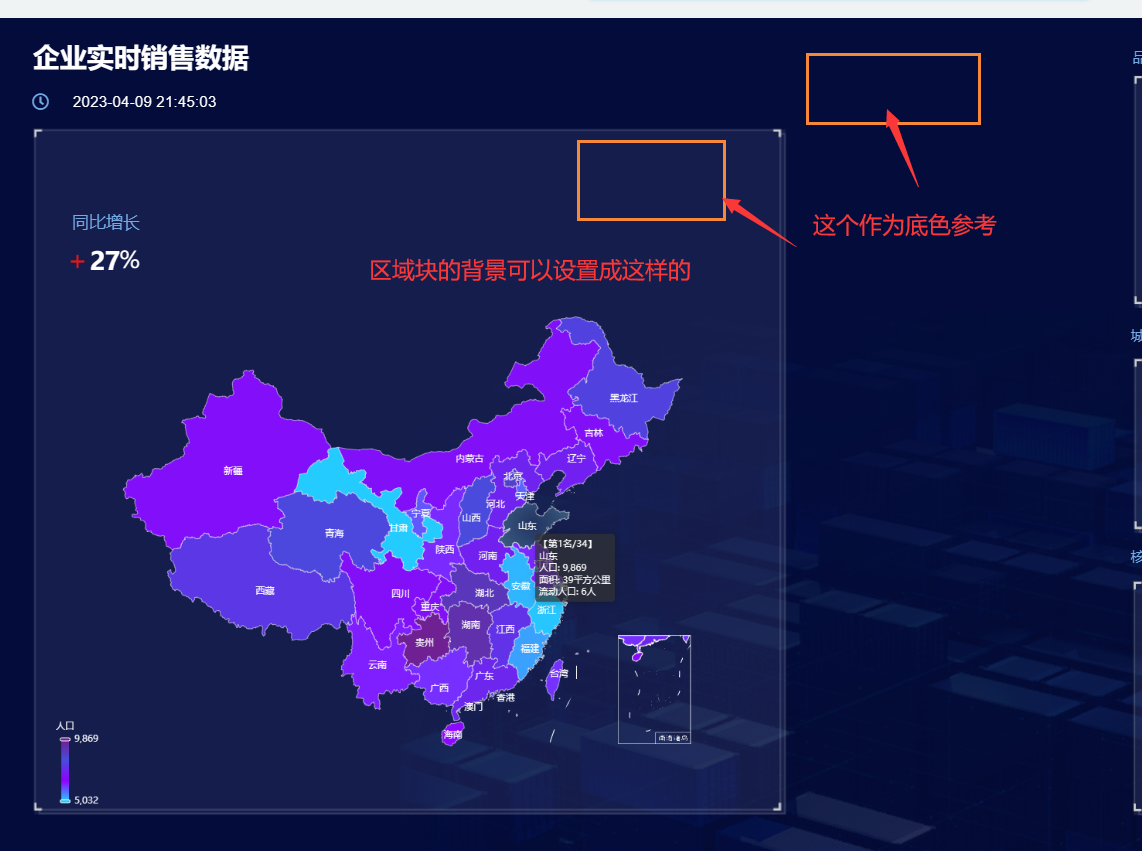 企业实时销售数据
品
2023-04-09 21:45:03
同比增长
+ 27%
这个作为底色参考
区域块的背景可以设置成这样的
城
黑龙江
吉林
内蒙古
辽宁
新疆
北京
天津
河北
宁夏
山西
甘肃
山东
青海
陕西
河南
【第1名/34】
山东
人口: 9,869
面积: 39平方公里
流动人口: 6人
核
安徽
西藏
四川
湖北
重庆
浙江
湖南
江西
贵州
福建
云南
广东
台湾
广西
香港
澳门
海南
南海诸岛
人口
9,869
5,032